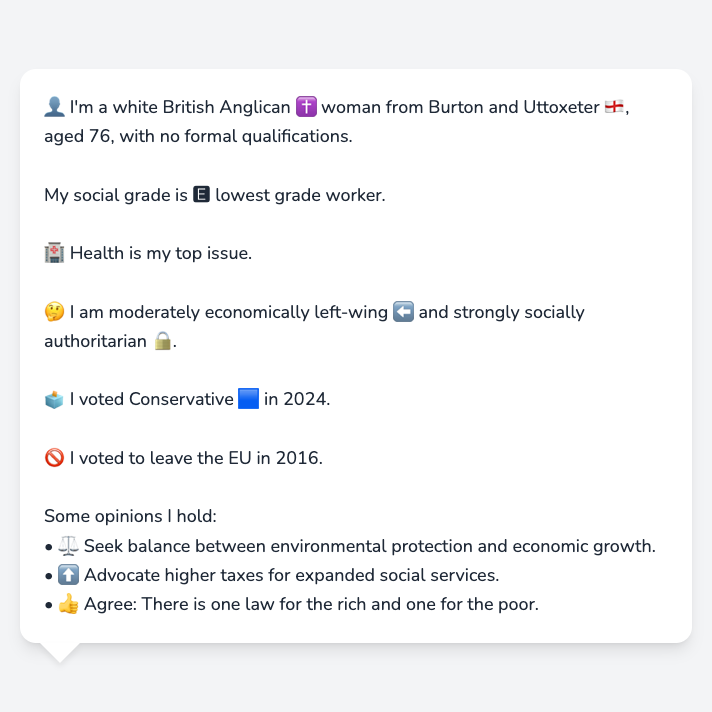 👤 I'm a white British Anglican ✝️ woman from Burton and Uttoxeter 🏴󠁧󠁢󠁥󠁮󠁧󠁿,
aged 76, with no formal qualifications.
My social grade is 🅴 lowest grade worker.
🏥 Health is my top issue.
🤔 I am moderately economically left-wing ⬅️ and strongly socially
authoritarian 🔒.
🗳️ I voted Conservative 🟦 in 2024.
🚫 I voted to leave the EU in 2016.
Some opinions I hold:
• ⚖️ Seek balance between environmental protection and economic growth.
• ⬆️ Advocate higher taxes for expanded social services.
• 👍 Agree: There is one law for the rich and one for the poor.